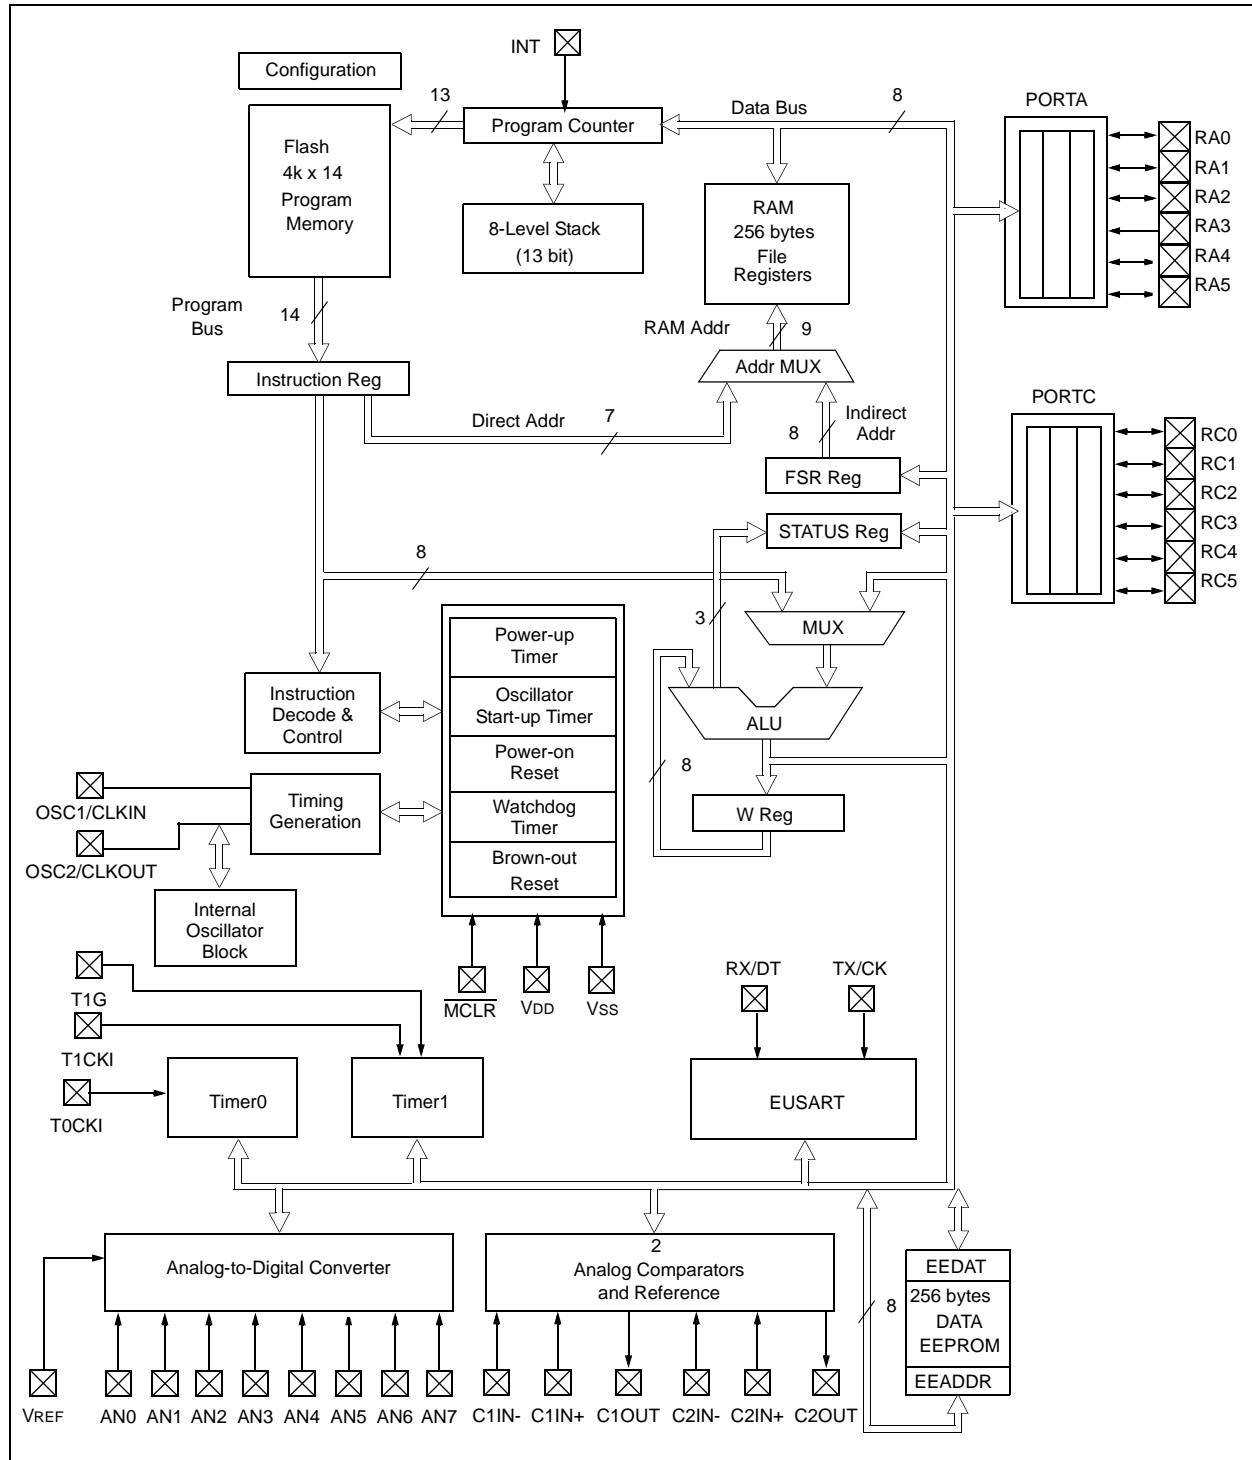 INT
Configuration
13
Program Counter
Data Bus
8
PORTA
Flash
4k x 14
Program
Memory
8-Level Stack
(13 bit)
RAM
256 bytes
File
Registers
RA0
RA1
RA2
RA3
RA4
RA5
Program
Bus
14
RAM Addr
9
Addr MUX
Instruction Reg
Direct Addr
7
8
Indirect
Addr
FSR Reg
STATUS Reg
PORTC
RC0
RC1
RC2
RC3
RC4
RC5
8
3
MUX
Power-up
Timer
Oscillator
Start-up Timer
Power-on
Reset
Watchdog
Timer
Brown-out
Reset
Instruction
Decode &
Control
ALU
8
W Reg
OSC1/CLKIN
Timing
Generation
OSC2/CLKOUT
Internal
Oscillator
Block
MCLR
VDD
VSS
RX/DT
TX/CK
T1G
T1CKI
T0CKI
Timer0
Timer1
EUSART
Analog-to-Digital Converter
2
Analog Comparators
and Reference
8
EEDAT
256 bytes
DATA
EEPROM
EEADDR
VREF
AN0
AN1
AN2
AN3
AN4
AN5
AN6
AN7
C1IN-
C1IN+
C1OUT
C2IN-
C2IN+
C2OUT